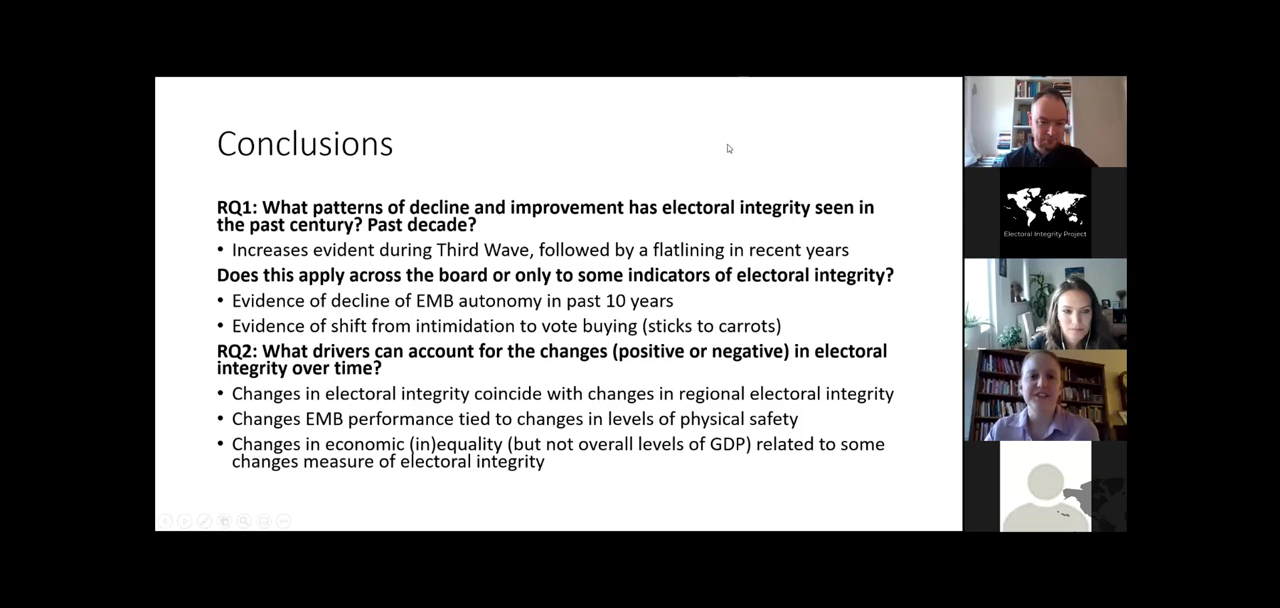 Conclusions
RQ1: What patterns of decline and improvement has electoral integrity seen in
the past century? Past decade?
• Increases evident during Third Wave, followed by a flatlining in recent years
Does this apply across the board or only to some indicators of electoral integrity?
• Evidence of decline of EMB autonomy in past 10 years
• Evidence of shift from intimidation to vote buying (sticks to carrots)
RQ2: What drivers can account for the changes (positive or negative) in electoral
integrity over time?
• Changes in electoral integrity coincide with changes in regional electoral integrity
• Changes EMB performance tied to changes in levels of physical safety
• Changes in economic (in)equality (but not overall levels of GDP) related to some
changes measure of electoral integrity
Electoral Integrity Project